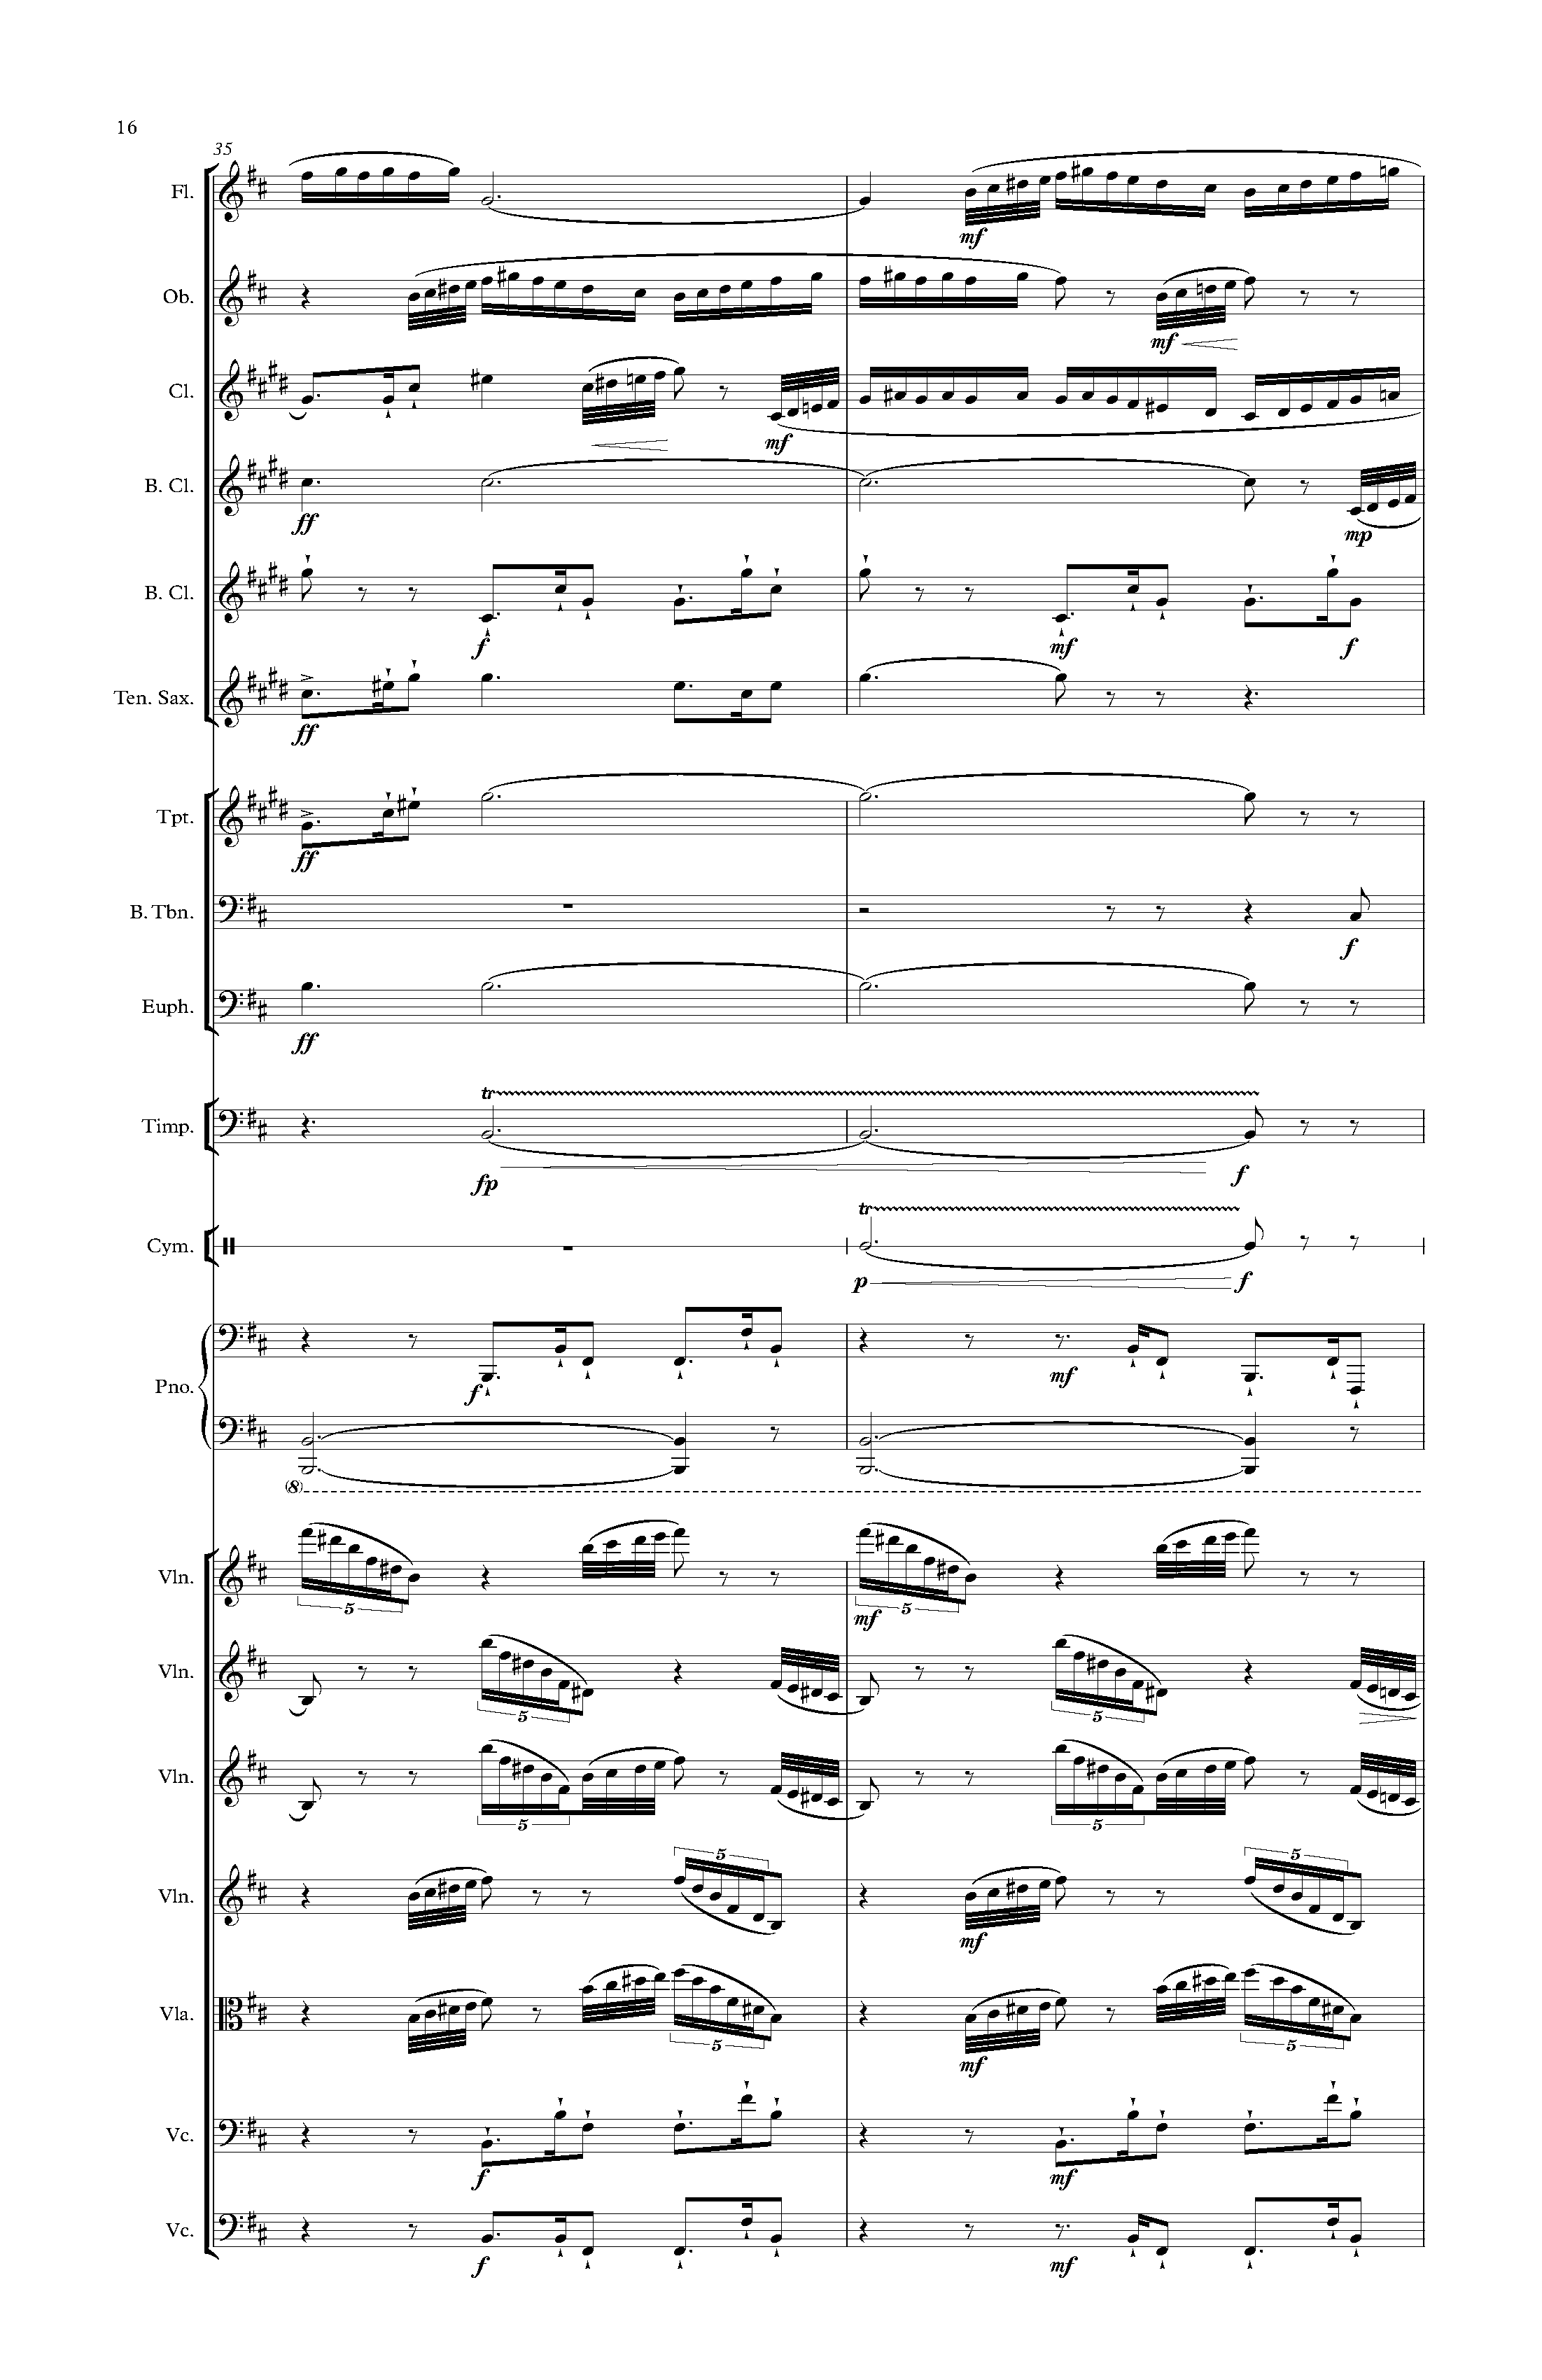 16
35
Fl.
mf
Ob.
mf
Cl.
mf
B. Cl.
ff
mp
B. Cl.
f
mf
f
Ten. Sax.
ff
Tpt.
ff
B. Tbn.
f
Euph.
ff
tr
Timp.
fp
f
tr
Cym.
p
f
Pno.
f
mf
(8)
Vln.
5
5
mf
Vln.
5
5
Vln.
5
5
5
5
Vln.
mf
Vla.
5
5
mf
Vc.
f
mf
Vc.
f
mf